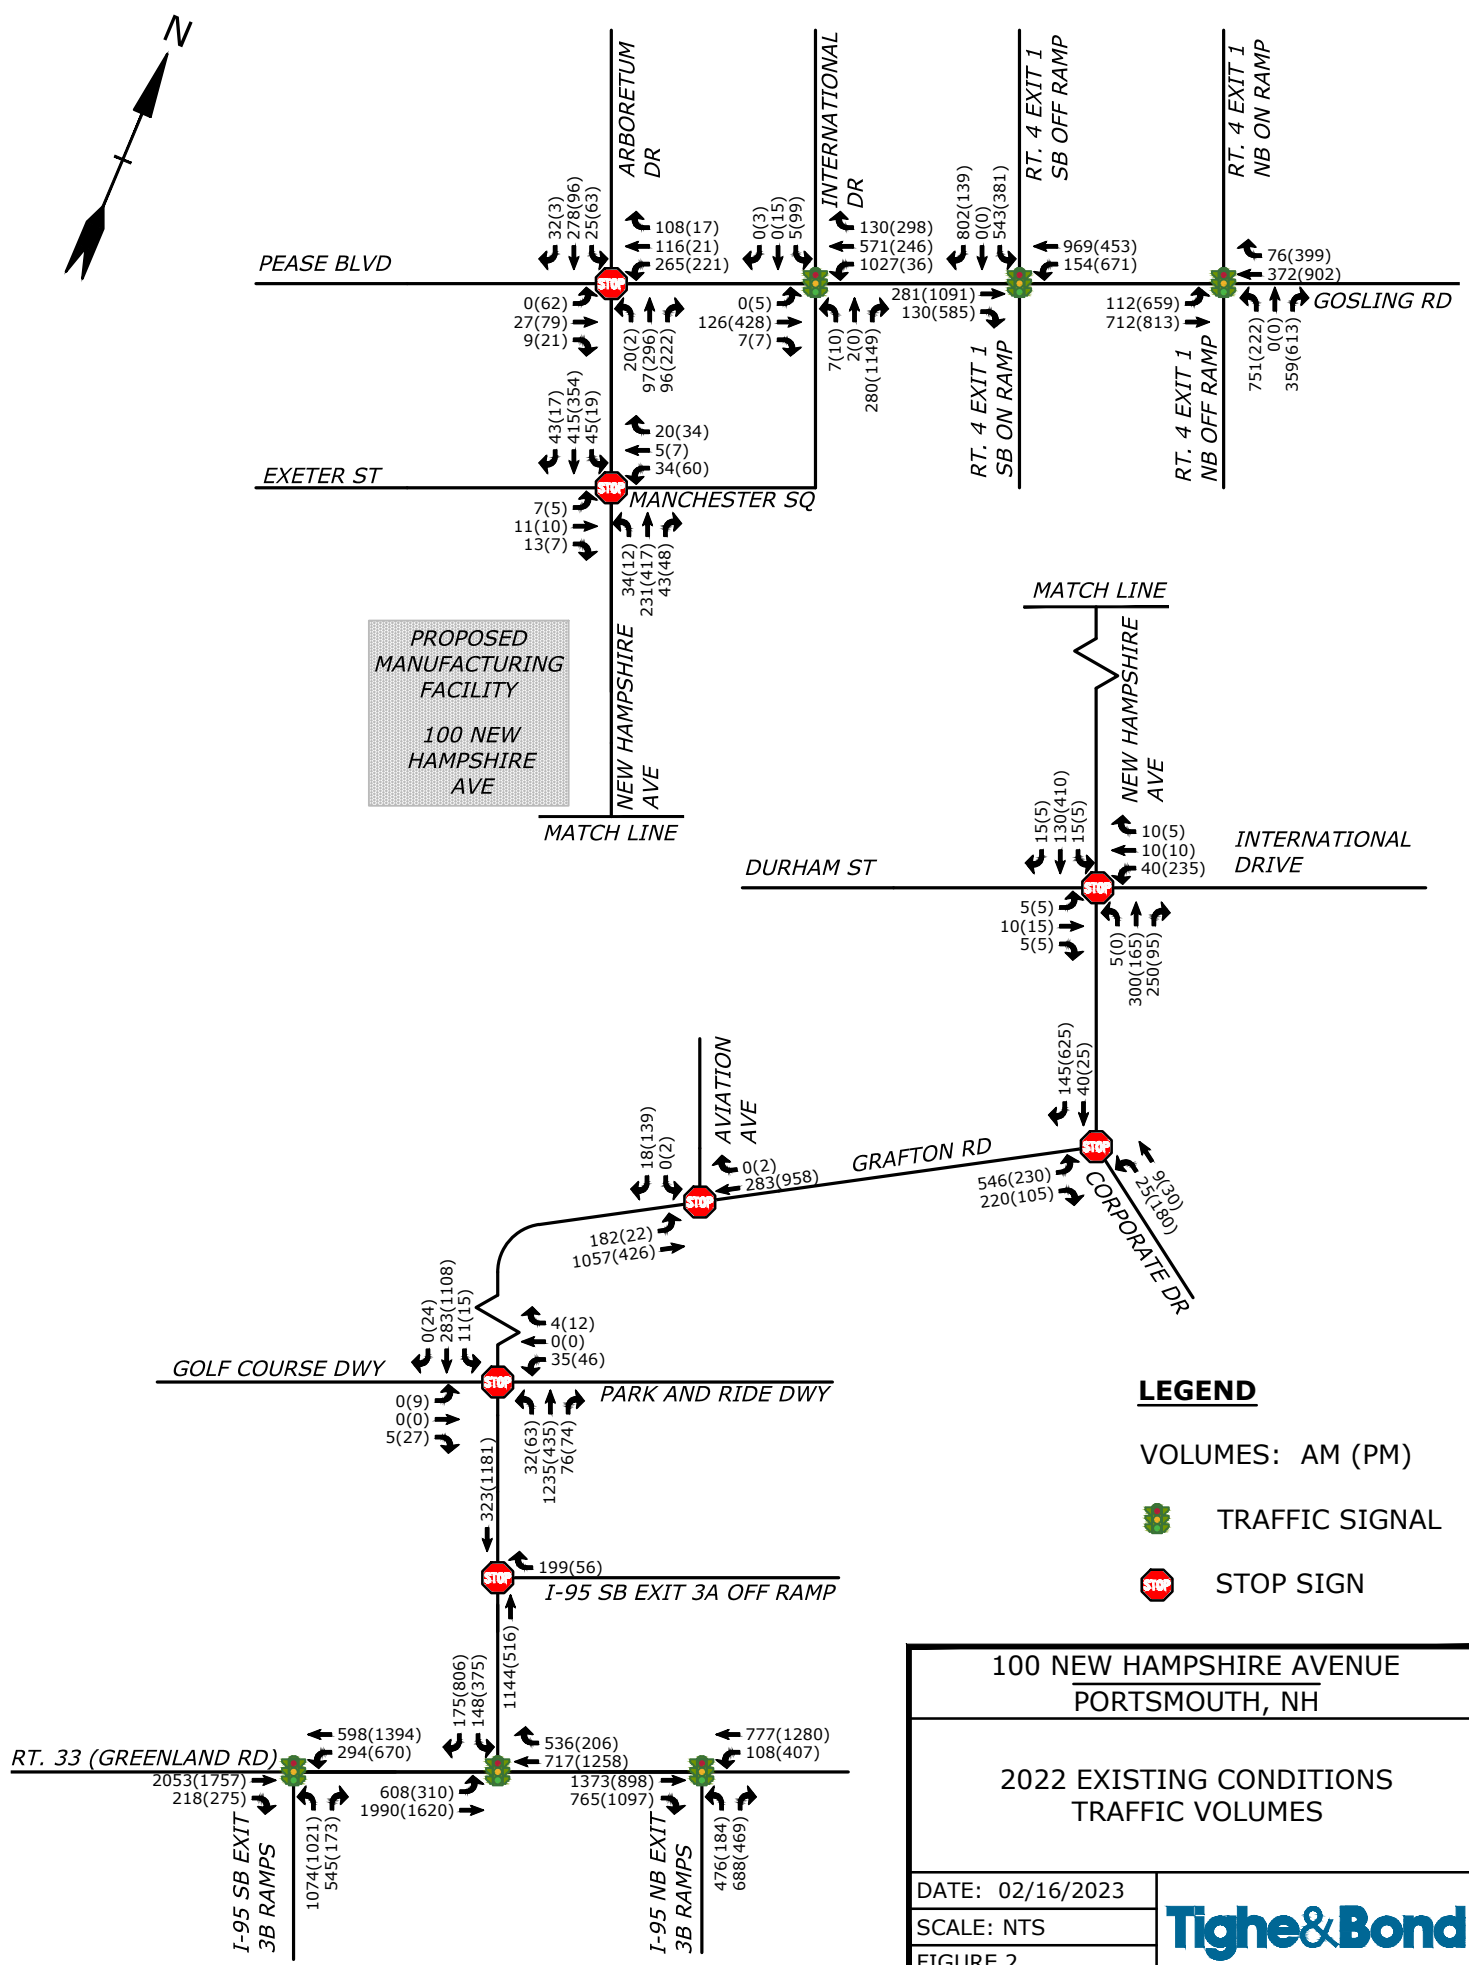 N
ARBORETUM
DR
INTERNATIONAL
DR
RT. 4 EXIT 1
SB OFF RAMP
RT. 4 EXIT 1
NB ON RAMP
32(3)
278(96)
25(63)
108(17)
116(21)
265(221)
0(3)
0(15)
5(99)
130(298)
571(246)
1027(36)
802(139)
0(0)
543(381)
969(453)
154(671)
76(399)
372(902)
PEASE BLVD
GOSLING RD
STOP
0(62)
27(79)
9(21)
20(2)
97(296)
96(222)
0(5)
126(428)
7(7)
7(10)
2(0)
280(1149)
281(1091)
130(585)
RT. 4 EXIT 1
SB ON RAMP
112(659)
712(813)
RT. 4 EXIT 1
NB OFF RAMP
751(222)
0(0)
359(613)
43(17)
415(354)
45(19)
20(34)
5(7)
34(60)
EXETER ST
STOP
MANCHESTER SQ
7(5)
11(10)
13(7)
34(12)
231(417)
43(48)
PROPOSED
MANUFACTURING
FACILITY
100 NEW
HAMPSHIRE
AVE
NEW HAMPSHIRE
AVE
MATCH LINE
MATCH LINE
NEW HAMPSHIRE
AVE
15(5)
130(410)
15(5)
10(5)
10(10)
40(235)
DURHAM ST
INTERNATIONAL
DRIVE
STOP
5(5)
10(15)
5(5)
5(0)
300(165)
250(95)
145(625)
40(25)
STOP
GRAFTON RD
546(230)
220(105)
9(30)
25(180)
CORPORATE DR
AVIATION
AVE
18(139)
0(2)
0(2)
283(958)
STOP
182(22)
1057(426)
0(24)
283(1108)
11(15)
4(12)
0(0)
35(46)
GOLF COURSE DWY
STOP
PARK AND RIDE DWY
0(9)
0(0)
5(27)
32(63)
1235(435)
76(74)
323(1181)
199(56)
STOP
I-95 SB EXIT 3A OFF RAMP
1144(516)
175(806)
148(375)
598(1394)
294(670)
536(206)
717(1258)
777(1280)
108(407)
RT. 33 (GREENLAND RD)
2053(1757)
218(275)
608(310)
1990(1620)
1373(898)
765(1097)
I-95 SB EXIT
3B RAMPS
1074(1021)
545(173)
I-95 NB EXIT
3B RAMPS
476(184)
688(469)
LEGEND
VOLUMES: AM (PM)
TRAFFIC SIGNAL
STOP
STOP SIGN
100 NEW HAMPSHIRE AVENUE
PORTSMOUTH, NH
2022 EXISTING CONDITIONS
TRAFFIC VOLUMES
DATE: 02/16/2023
SCALE: NTS
FIGURE 2
Tighe&Bond